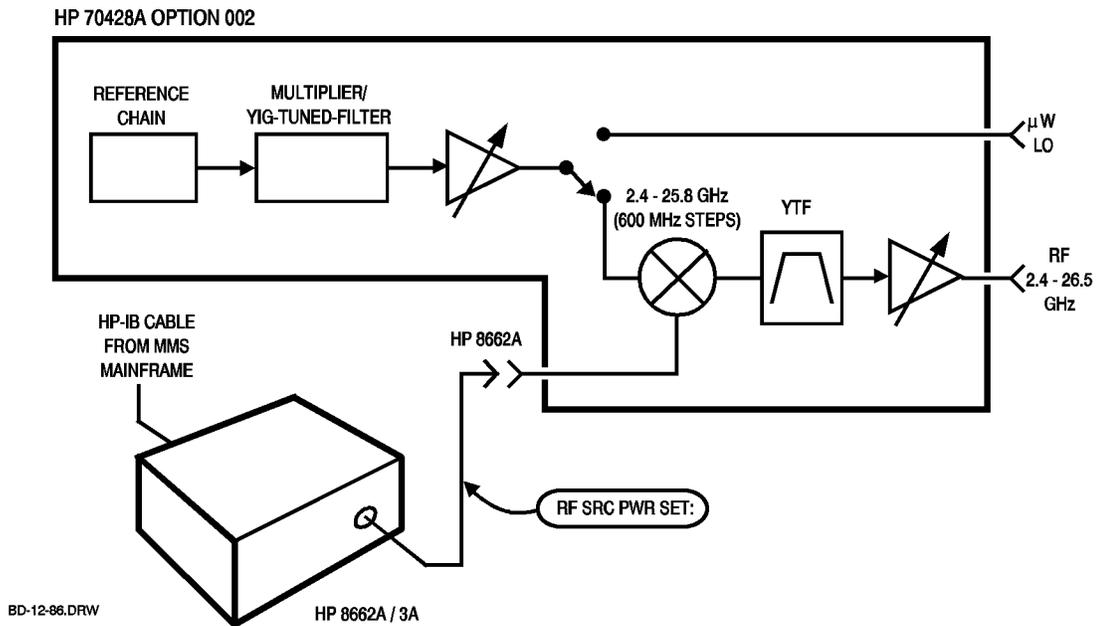 HP 70428A OPTION 002
REFERENCE
CHAIN
MULTIPLIER/
YIG-TUNED-FILTER
μW
LO
2.4 - 25.8 GHz
(600 MHz STEPS)
YTF
RF
2.4 - 26.5
GHz
HP-IB CABLE
FROM MMS
MAINFRAME
HP 8662A
RF SRC PWR SET:
BD-12-86.DRW
HP 8662A / 3A